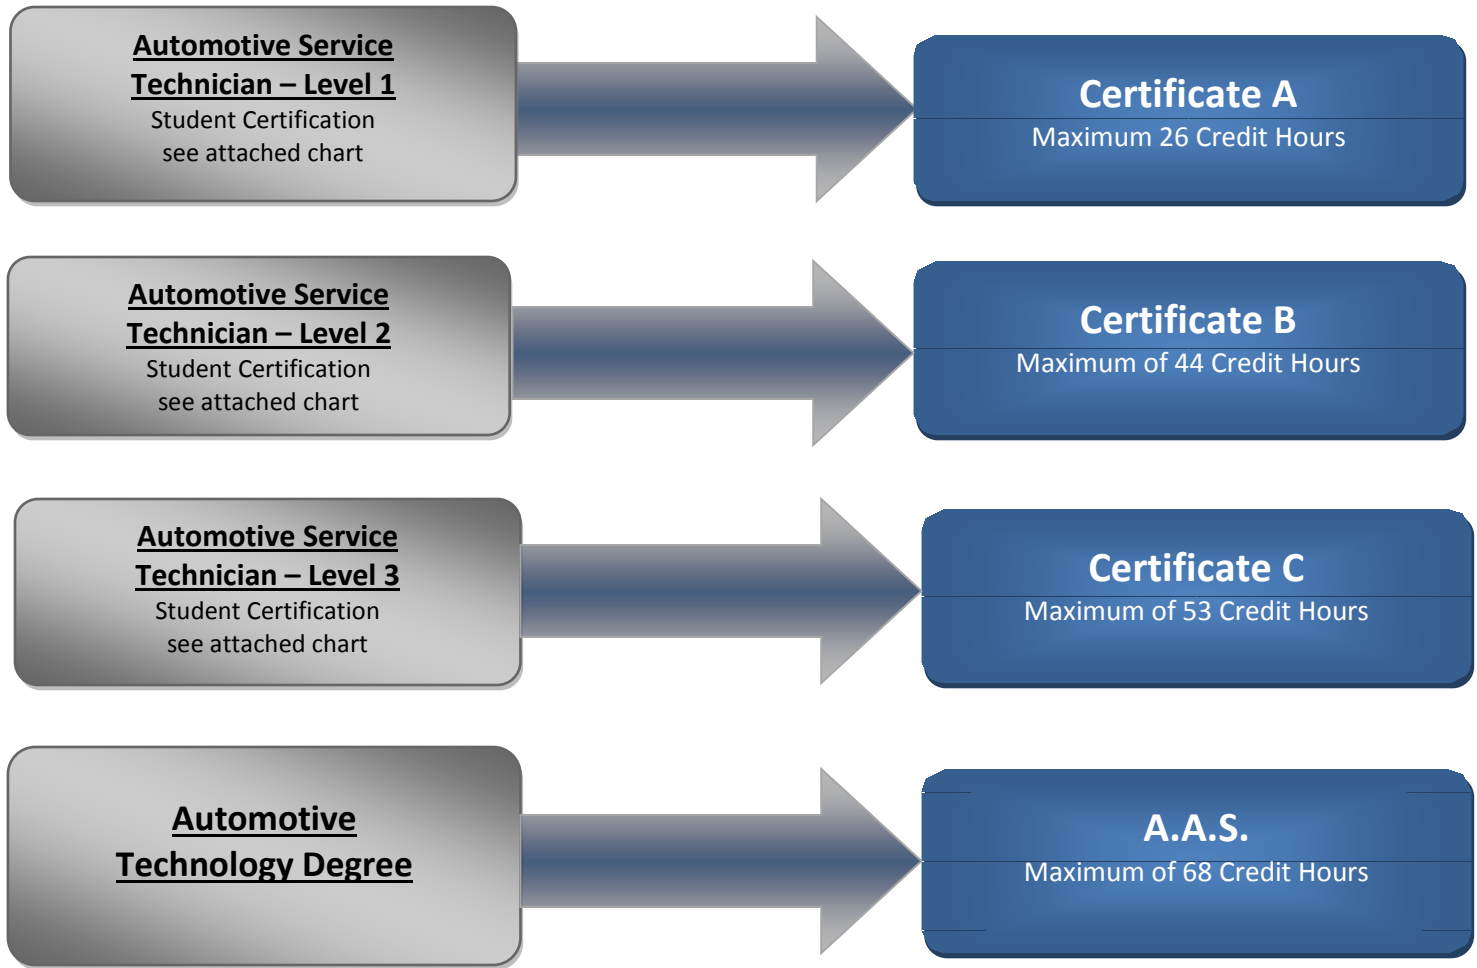 Automotive Service
Technician – Level 1
Student Certification
see attached chart
Certificate A
Maximum 26 Credit Hours
Automotive Service
Technician – Level 2
Student Certification
see attached chart
Certificate B
Maximum of 44 Credit Hours
Automotive Service
Technician – Level 3
Student Certification
see attached chart
Certificate C
Maximum of 53 Credit Hours
Automotive
Technology Degree
A.A.S.
Maximum of 68 Credit Hours